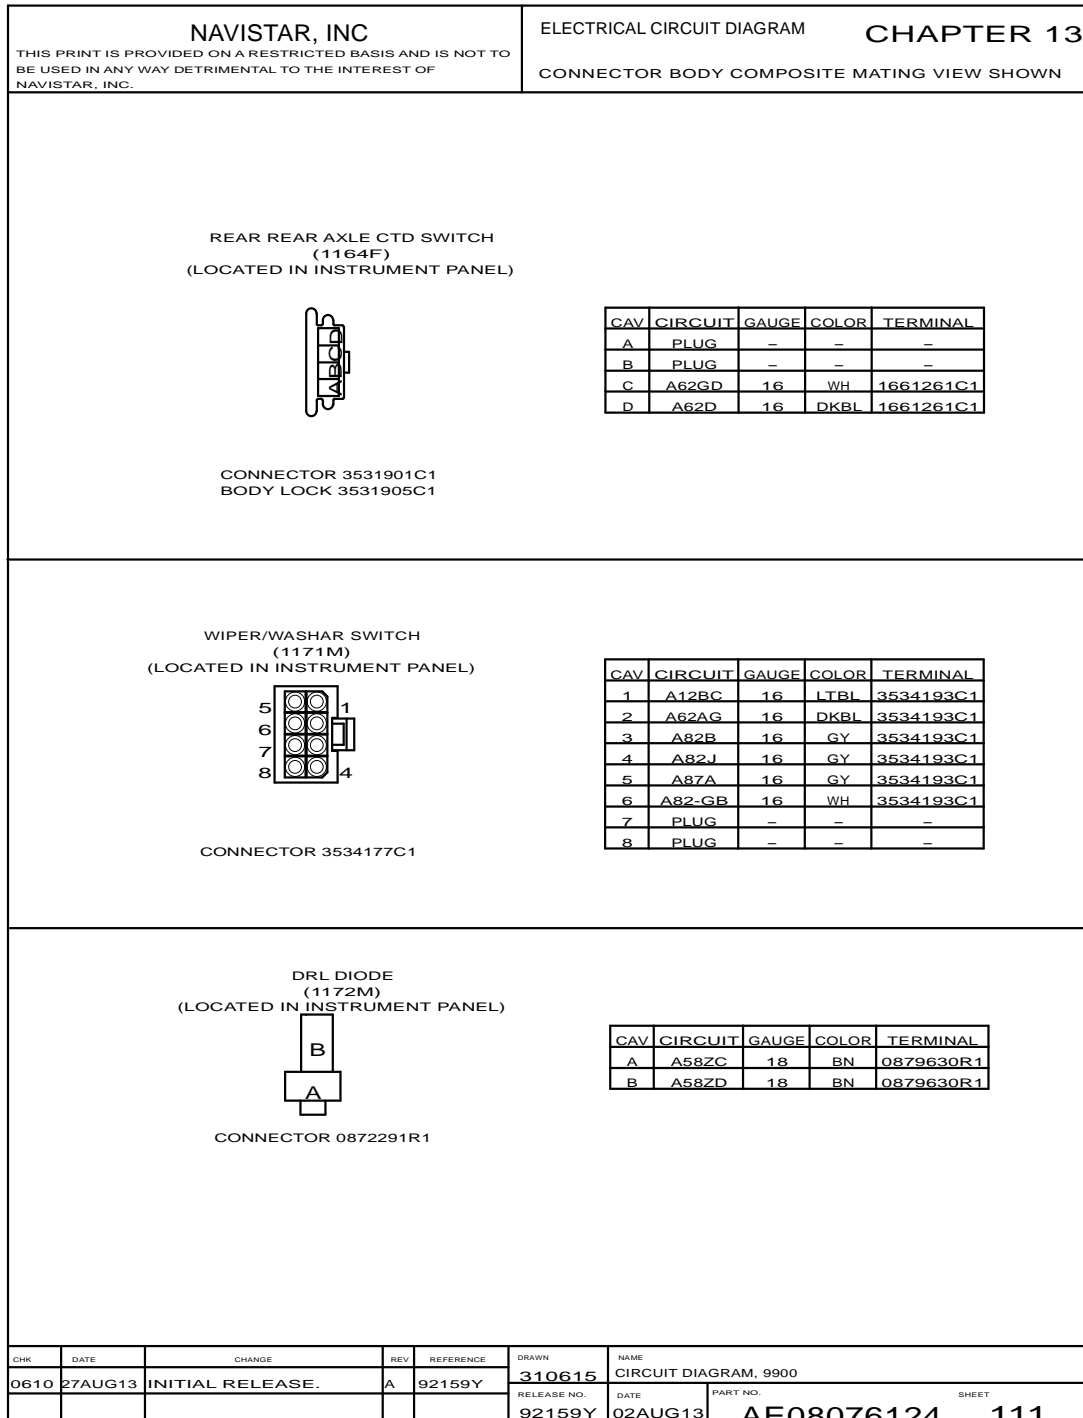 NAVISTAR, INC
THIS PRINT IS PROVIDED ON A RESTRICTED BASIS AND IS NOT TO
BE USED IN ANY WAY DETRIMENTAL TO THE INTEREST OF
NAVISTAR, INC.
ELECTRICAL CIRCUIT DIAGRAM CHAPTER 13
CONNECTOR BODY COMPOSITE MATING VIEW SHOWN
REAR REAR AXLE CTD SWITCH
(1164F)
(LOCATED IN INSTRUMENT PANEL)
ABCD
CONNECTOR 3531901C1
BODY LOCK 3531905C1
CAV CIRCUIT GAUGE COLOR TERMINAL
A PLUG – – –
B PLUG – – –
C A62GD 16 WH 1661261C1
D A62D 16 DKBL 1661261C1
WIPER/WASHAR SWITCH
(1171M)
(LOCATED IN INSTRUMENT PANEL)
5 1
6
7
8 4
CONNECTOR 3534177C1
CAV CIRCUIT GAUGE COLOR TERMINAL
1 A12BC 16 LTBL 3534193C1
2 A62AG 16 DKBL 3534193C1
3 A82B 16 GY 3534193C1
4 A82J 16 GY 3534193C1
5 A87A 16 GY 3534193C1
6 A82-GB 16 WH 3534193C1
7 PLUG – – –
8 PLUG – – –
DRL DIODE
(1172M)
(LOCATED IN INSTRUMENT PANEL)
B
A
CONNECTOR 0872291R1
CAV CIRCUIT GAUGE COLOR TERMINAL
A A58ZC 18 BN 0879630R1
B A58ZD 18 BN 0879630R1
CHK DATE CHANGE REV REFERENCE
0610 27AUG13 INITIAL RELEASE. A 92159Y
DRAWN NAME
310615 CIRCUIT DIAGRAM, 9900
RELEASE NO. DATE PART NO. SHEET
92159Y 02AUG13 AE08076124 111